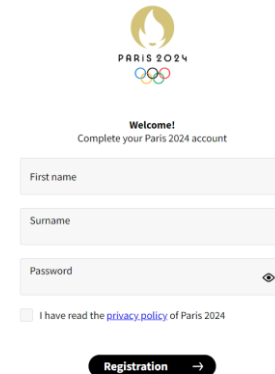 PARIS 2024
Welcome!
Complete your Paris 2024 account
First name
Surname
Password
I have read the privacy policy of Paris 2024
Registration →